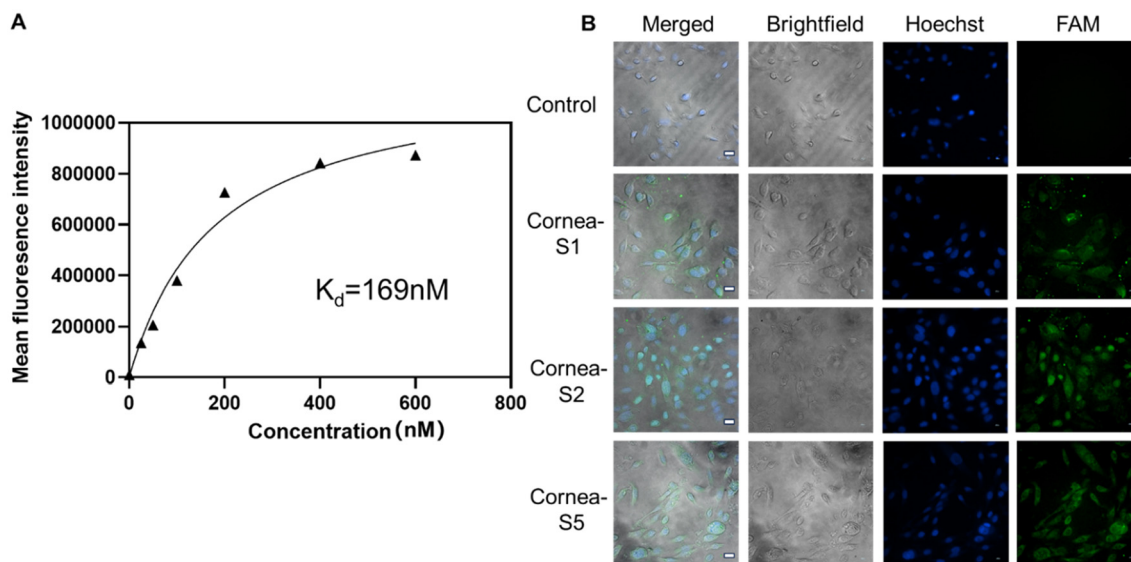 A
Mean fluoresence intensity
1000000
800000
600000
400000
200000
0
0 200 400 600 800
Concentration (nM)
Kd=169nM
B
Merged Brightfield Hoechst FAM
Control
Cornea-
S1
Cornea-
S2
Cornea-
S5